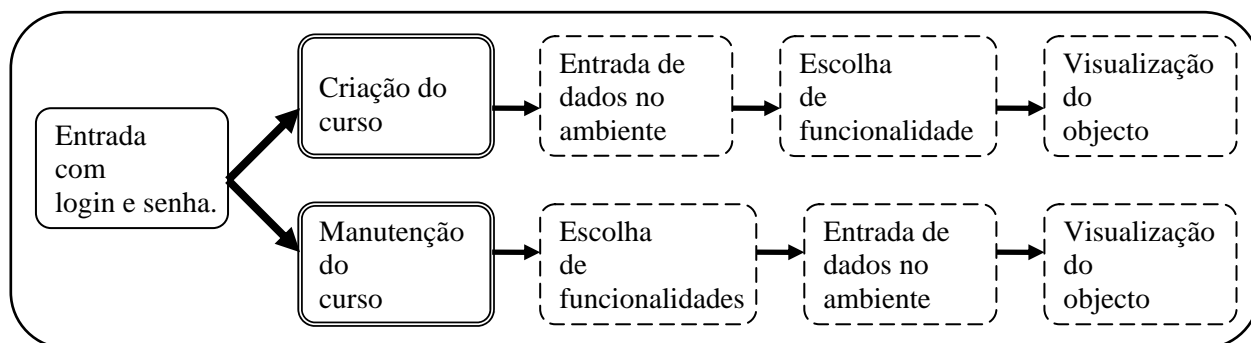 Entrada
com
login e senha.
Criação do
curso
Entrada de
dados no
ambiente
Escolha
de
funcionalidade
Visualização
do
objecto
Manutenção
do
curso
Escolha
de
funcionalidades
Entrada de
dados no
ambiente
Visualização
do
objecto